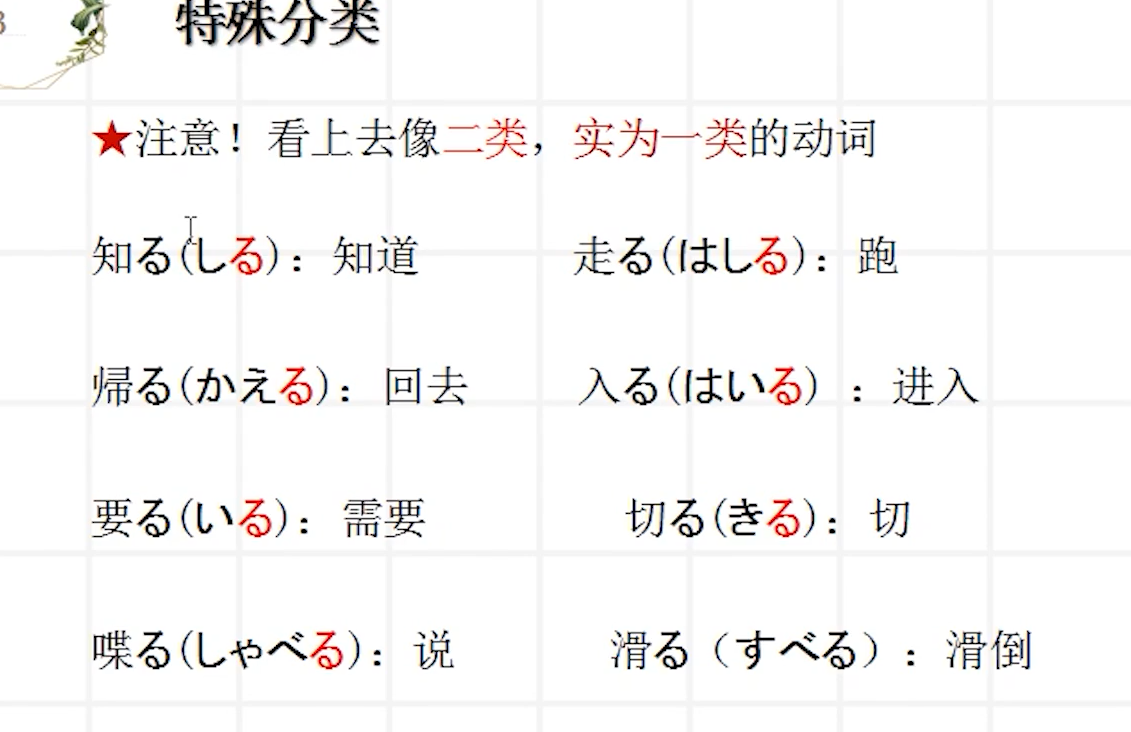 特殊分类
★注意！看上去像二类，实为一类的动词
知る(しる)：知道 走る(はしる)：跑
帰る(かえる)：回去 入る(はいる) ：进入
要る(いる)：需要 切る(きる)：切
喋る(しゃべる)：说 滑る（すべる）：滑倒